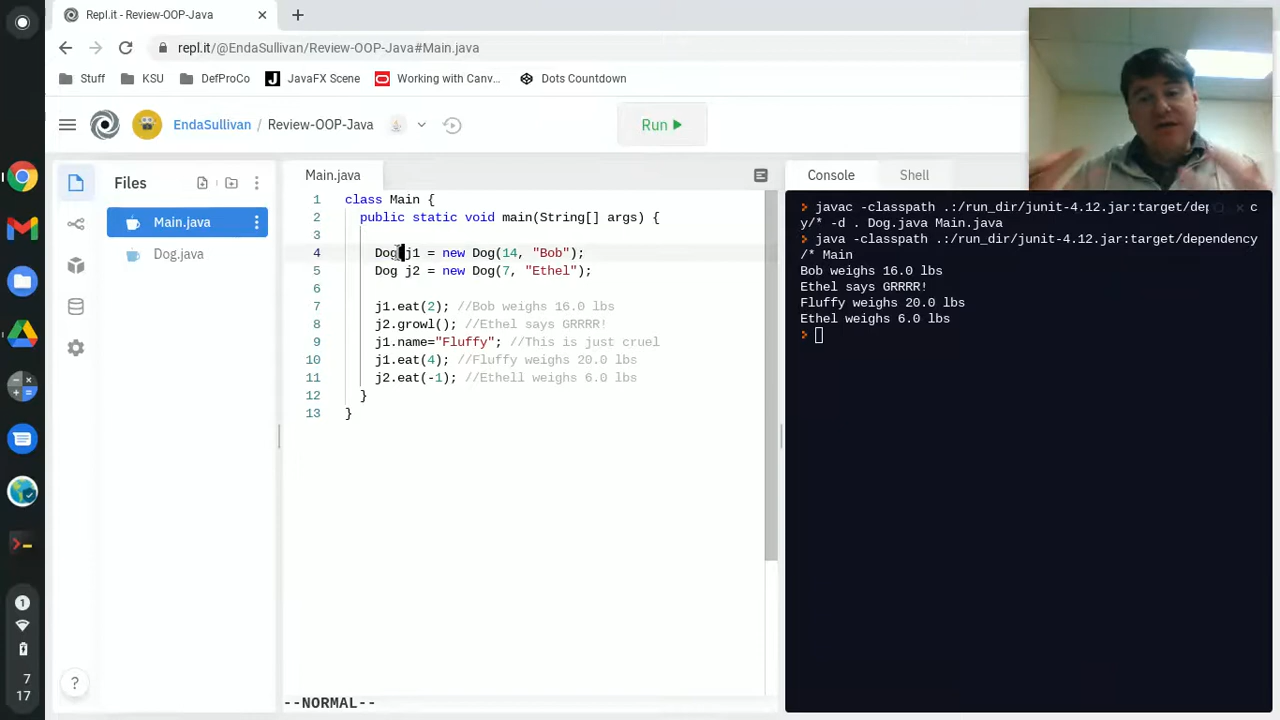 Repl.it - Review-OOP-Java
repl.it/@EndaSullivan/Review-OOP-Java#Main.java
Stuff KSU DefProCo JavaFX Scene Working with Canv... Dots Countdown
EndaSullivan / Review-OOP-Java
Run
Files
Main.java
Dog.java
Main.java
1 class Main {
2 public static void main(String[] args) {
3
4 Dog j1 = new Dog(14, "Bob");
5 Dog j2 = new Dog(7, "Ethel");
6
7 j1.eat(2); //Bob weighs 16.0 lbs
8 j2.growl(); //Ethel says GRRRR!
9 j1.name="Fluffy"; //This is just cruel
10 j1.eat(4); //Fluffy weighs 20.0 lbs
11 j2.eat(-1); //Ethell weighs 6.0 lbs
12 }
13 }
--NORMAL--
Console Shell
javac -classpath .:/run_dir/junit-4.12.jar:target/dep c
y/* -d . Dog.java Main.java
java -classpath .:/run_dir/junit-4.12.jar:target/dependency
/* Main
Bob weighs 16.0 lbs
Ethel says GRRRR!
Fluffy weighs 20.0 lbs
Ethel weighs 6.0 lbs
1
7
17
?